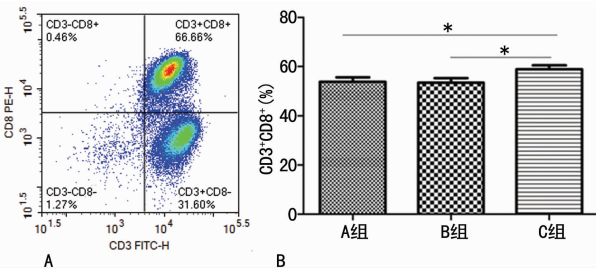 CD3-CD8+
0.46%
CD3+CD8+
66.66%
CD3-CD8-
1.27%
CD3+CD8-
31.60%
CD8 PE-H
10^5.5
10^4
10^3
10^1.5
10^1.5
10^3
10^4
10^5.5
CD3 FITC-H
A
CD3⁺CD8⁺(%)
80
60
40
20
0
*
*
A组
B组
C组
B